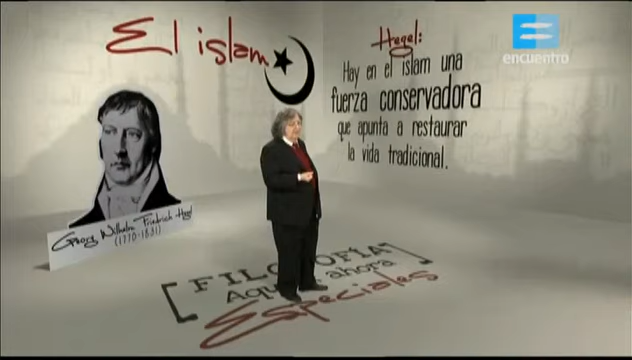 El islam
Hegel:
Hay en el islam una
fuerza conservadora
que apunta a restaurar
la vida tradicional.
encuentro
Georg Wilhelm Friedrich Hegel
(1770-1831)
FILOSOFÍA
Aquí y ahora
Especiales